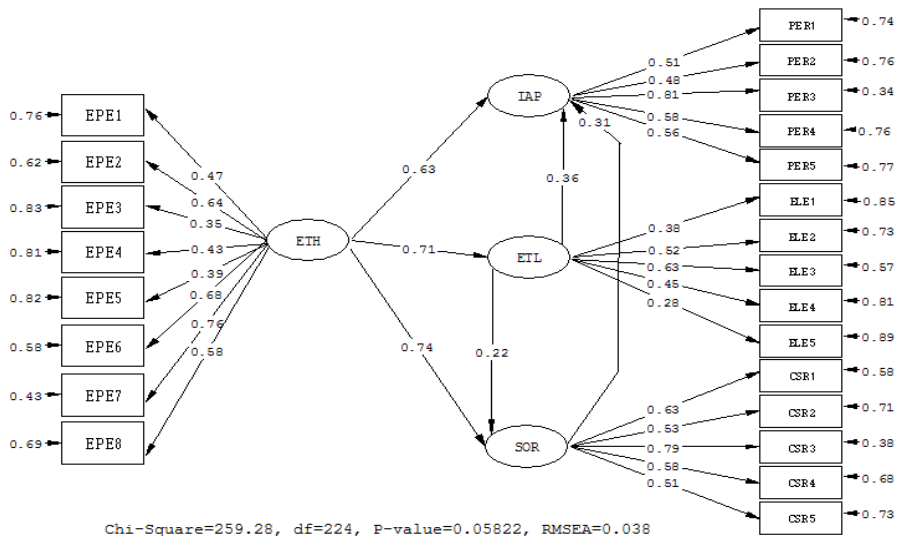 PER1
0.74
PER2
0.76
PER3
0.34
PER4
0.76
PER5
0.77
0.51
0.48
0.81
0.58
0.56
IAP
0.31
0.76
EPE1
0.62
EPE2
0.83
EPE3
0.81
EPE4
0.82
EPE5
0.58
EPE6
0.43
EPE7
0.69
EPE8
0.47
0.64
0.35
0.43
0.39
0.68
0.76
0.58
ETH
0.63
0.71
0.74
0.36
ETL
0.22
SOR
0.38
0.52
0.63
0.45
0.28
ELE1
0.85
ELE2
0.73
ELE3
0.57
ELE4
0.81
ELE5
0.89
0.63
0.53
0.79
0.58
0.51
CSR1
0.58
CSR2
0.71
CSR3
0.38
CSR4
0.68
CSR5
0.73
Chi-Square=259.28, df=224, P-value=0.05822, RMSEA=0.038